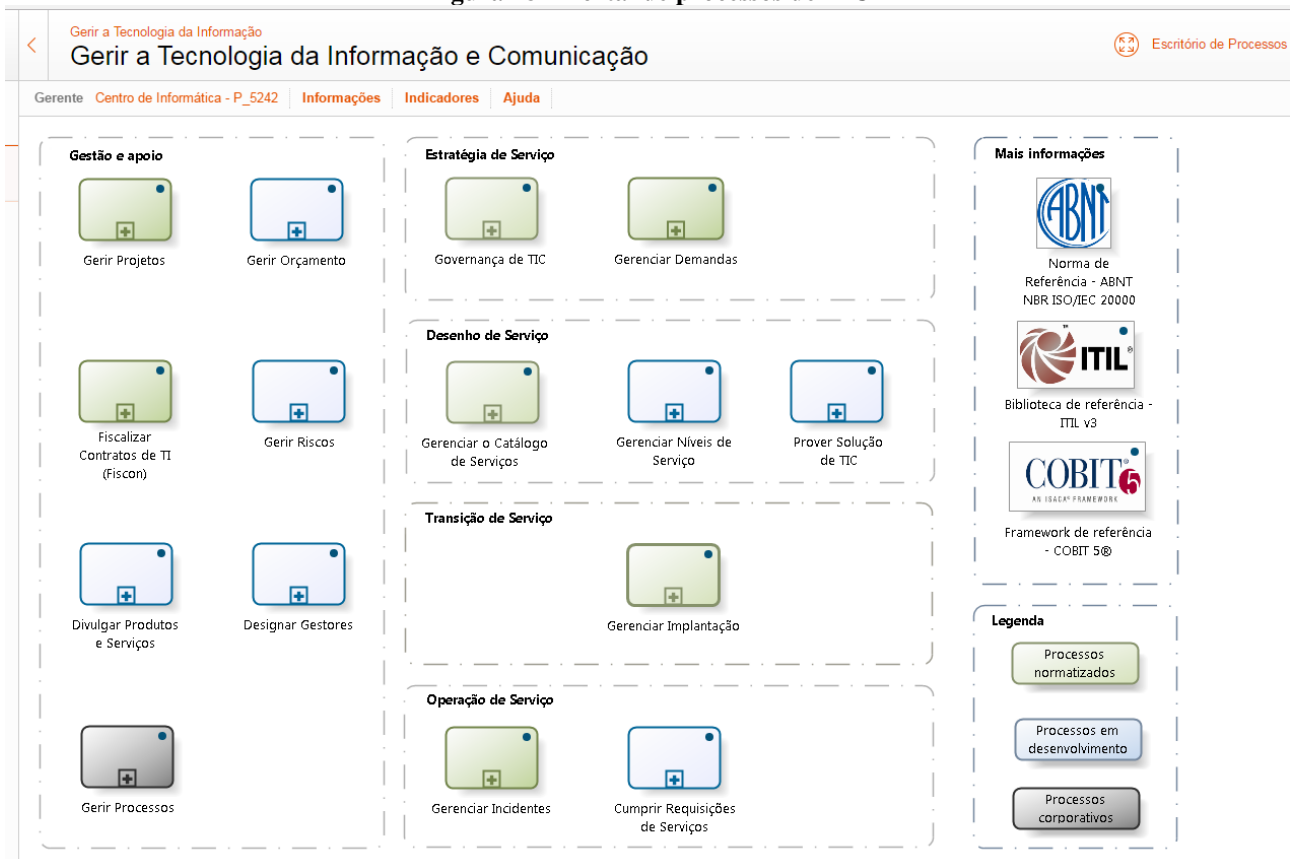 Gerir a Tecnologia da Informação
Gerir a Tecnologia da Informação e Comunicação
Escritório de Processos
Gerente Centro de Informática - P_5242 Informações Indicadores Ajuda
Gestão e apoio
Gerir Projetos
Gerir Orçamento
Fiscalizar
Contratos de TI
(Fiscon)
Gerir Riscos
Divulgar Produtos
e Serviços
Designar Gestores
Gerir Processos
Estratégia de Serviço
Governança de TIC
Gerenciar Demandas
Desenho de Serviço
Gerenciar o Catálogo
de Serviços
Gerenciar Níveis de
Serviço
Prover Solução
de TIC
Transição de Serviço
Gerenciar Implantação
Operação de Serviço
Gerenciar Incidentes
Cumprir Requisições
de Serviços
Mais informações
ABNT
Norma de
Referência - ABNT
NBR ISO/IEC 20000
ITIL®
Biblioteca de referência -
ITIL v3
COBIT 5
AN ISACA® FRAMEWORK
Framework de referência
- COBIT 5®
Legenda
Processos
normatizados
Processos em
desenvolvimento
Processos
corporativos